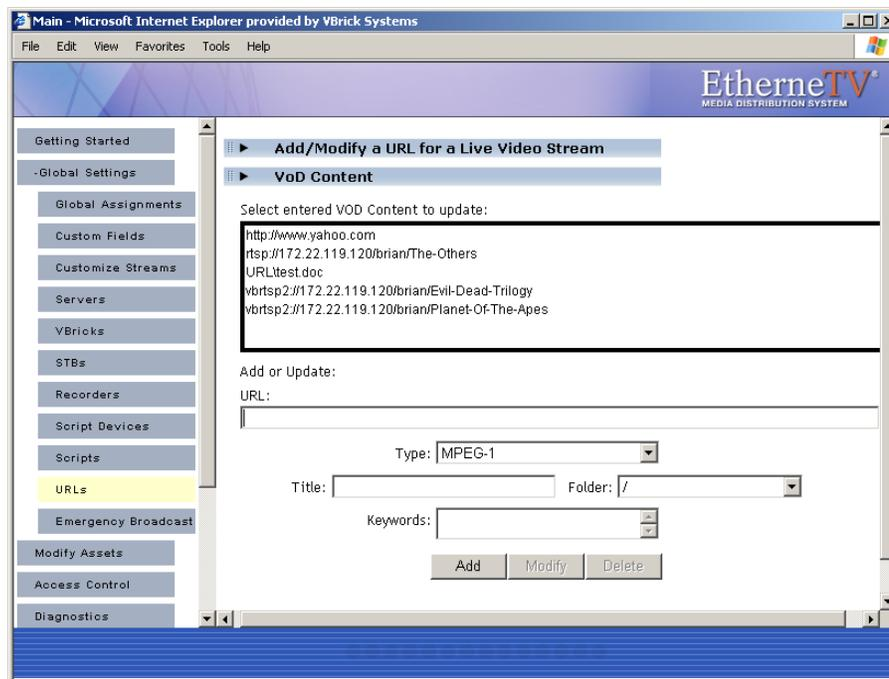 Main - Microsoft Internet Explorer provided by VBrick Systems
File Edit View Favorites Tools Help
EtherneTV
MEDIA DISTRIBUTION SYSTEM
Getting Started
-Global Settings
Global Assignments
Custom Fields
Customize Streams
Servers
VBricks
STBs
Recorders
Script Devices
Scripts
URLs
Emergency Broadcast
Modify Assets
Access Control
Diagnostics
Add/Modify a URL for a Live Video Stream
VoD Content
Select entered VOD Content to update:
http://www.yahoo.com
rtsp://172.22.119.120/brian/The-Others
URL\test.doc
vbrtsp2://172.22.119.120/brian/Evil-Dead-Trilogy
vbrtsp2://172.22.119.120/brian/Planet-Of-The-Apes
Add or Update:
URL:
Type: MPEG-1
Title: Folder: /
Keywords:
Add Modify Delete